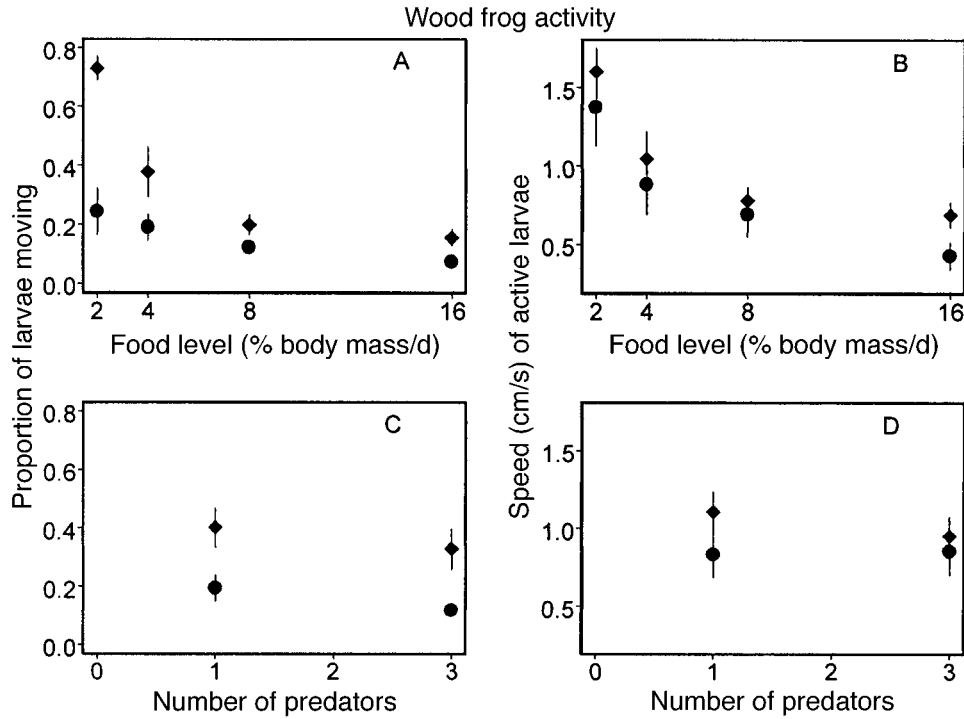 Wood frog activity
Proportion of larvae moving
Speed (cm/s) of active larvae
A
0.8
0.6
0.4
0.2
0.0
2 4 8 16
Food level (% body mass/d)
B
1.5
1.0
0.5
2 4 8 16
Food level (% body mass/d)
C
0.8
0.6
0.4
0.2
0.0
0 1 2 3
Number of predators
D
1.5
1.0
0.5
0 1 2 3
Number of predators